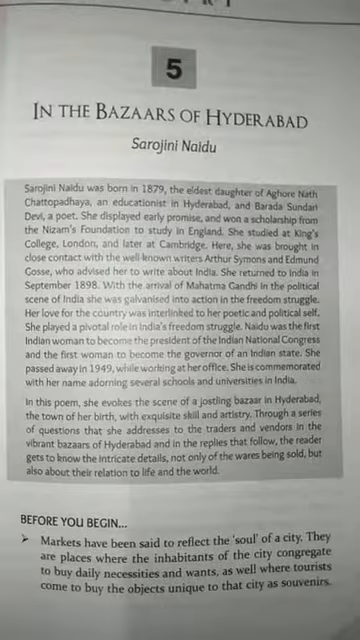 5
IN THE BAZAARS OF HYDERABAD
Sarojini Naidu
Sarojini Naidu was born in 1879, the eldest daughter of Aghore Nath
Chattopadhaya, an educationist in Hyderabad, and Barada Sundari
Devi, a poet. She displayed early promise, and won a scholarship from
the Nizam's Foundation to study in England. She studied at King's
College, London, and later at Cambridge. Here, she was brought in
close contact with the well-known writers Arthur Symons and Edmund
Gosse, who advised her to write about India. She returned to India in
September 1898. With the arrival of Mahatma Gandhi in the political
scene of India she was galvanised into action in the freedom struggle.
Her love for the country was interlinked to her poetic and political self.
She played a pivotal role in India's freedom struggle. Naidu was the first
Indian woman to become the president of the Indian National Congress
and the first woman to become the governor of an Indian state. She
passed away in 1949, while working at her office. She is commemorated
with her name adorning several schools and universities in India.
In this poem, she evokes the scene of a jostling bazaar in Hyderabad,
the town of her birth, with exquisite skill and artistry. Through a series
of questions that she addresses to the traders and vendors in the
vibrant bazaars of Hyderabad and in the replies that follow, the reader
gets to know the intricate details, not only of the wares being sold, but
also about their relation to life and the world.
BEFORE YOU BEGIN...
➤ Markets have been said to reflect the 'soul' of a city. They
are places where the inhabitants of the city congregate
to buy daily necessities and wants, as well where tourists
come to buy the objects unique to that city as souvenirs.